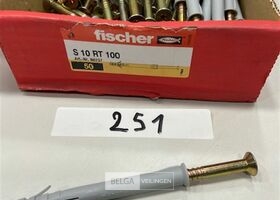 fischer
S 10 RT 100
50
251
BELGA VEILINGEN